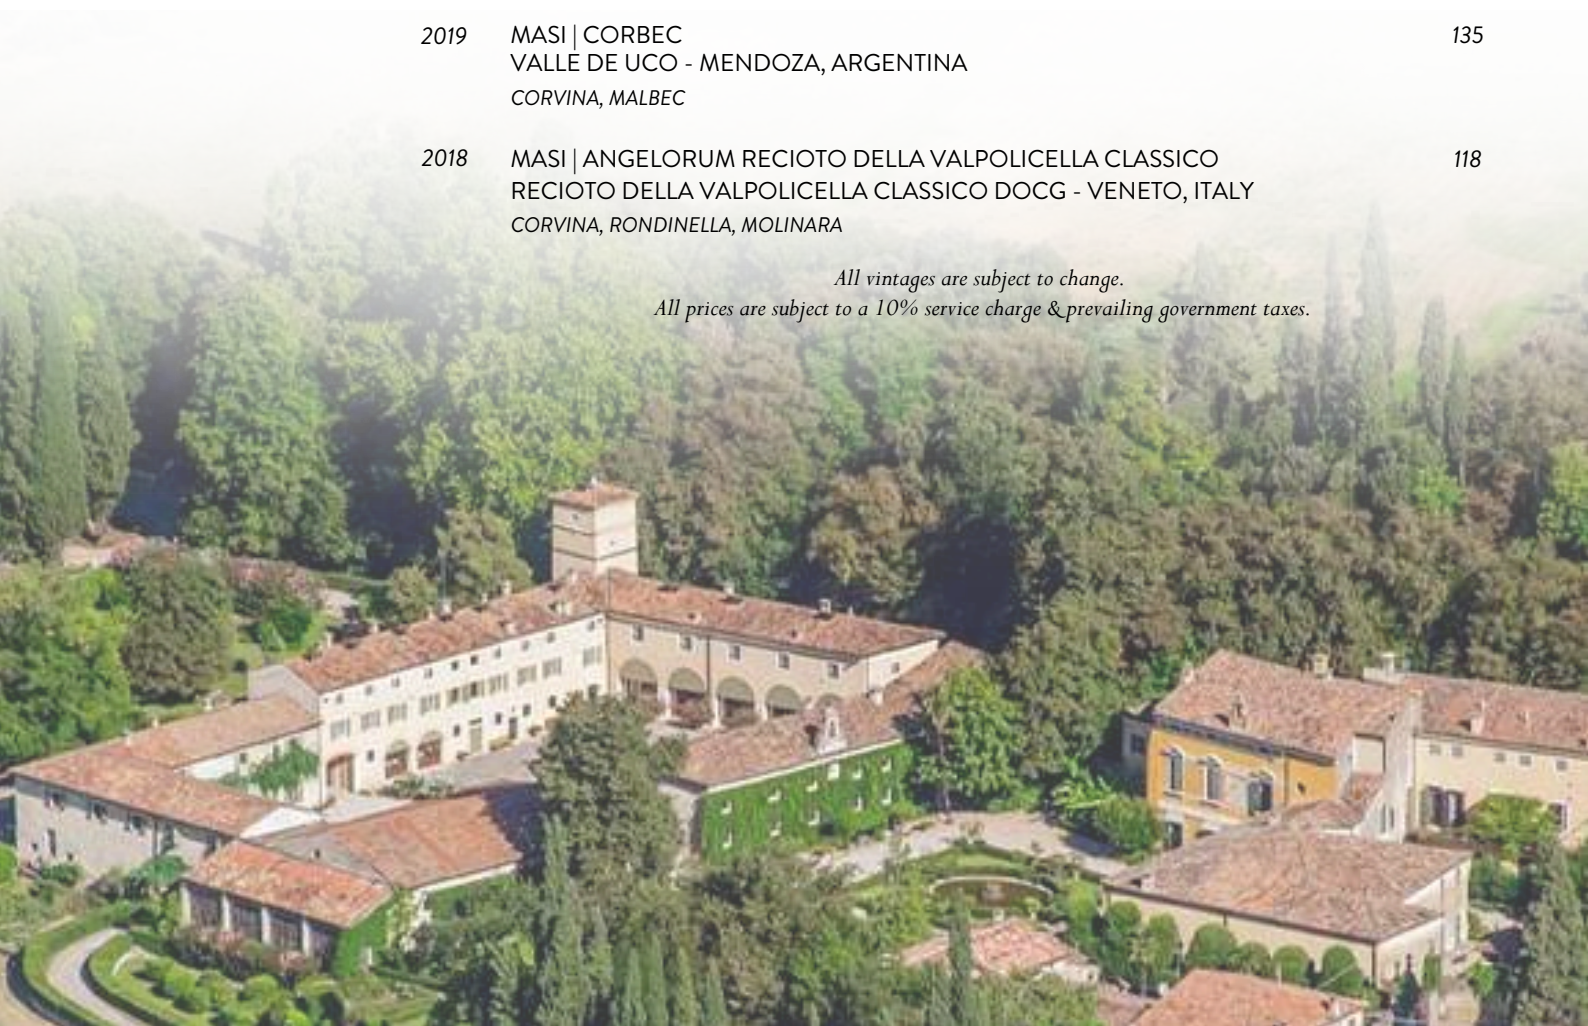 2019 MASI | CORBEC 135
VALLE DE UCO - MENDOZA, ARGENTINA
CORVINA, MALBEC
2018 MASI | ANGELORUM RECIOTO DELLA VALPOLICELLA CLASSICO 118
RECIOTO DELLA VALPOLICELLA CLASSICO DOCG - VENETO, ITALY
CORVINA, RONDINELLA, MOLINARA
All vintages are subject to change.
All prices are subject to a 10% service charge & prevailing government taxes.